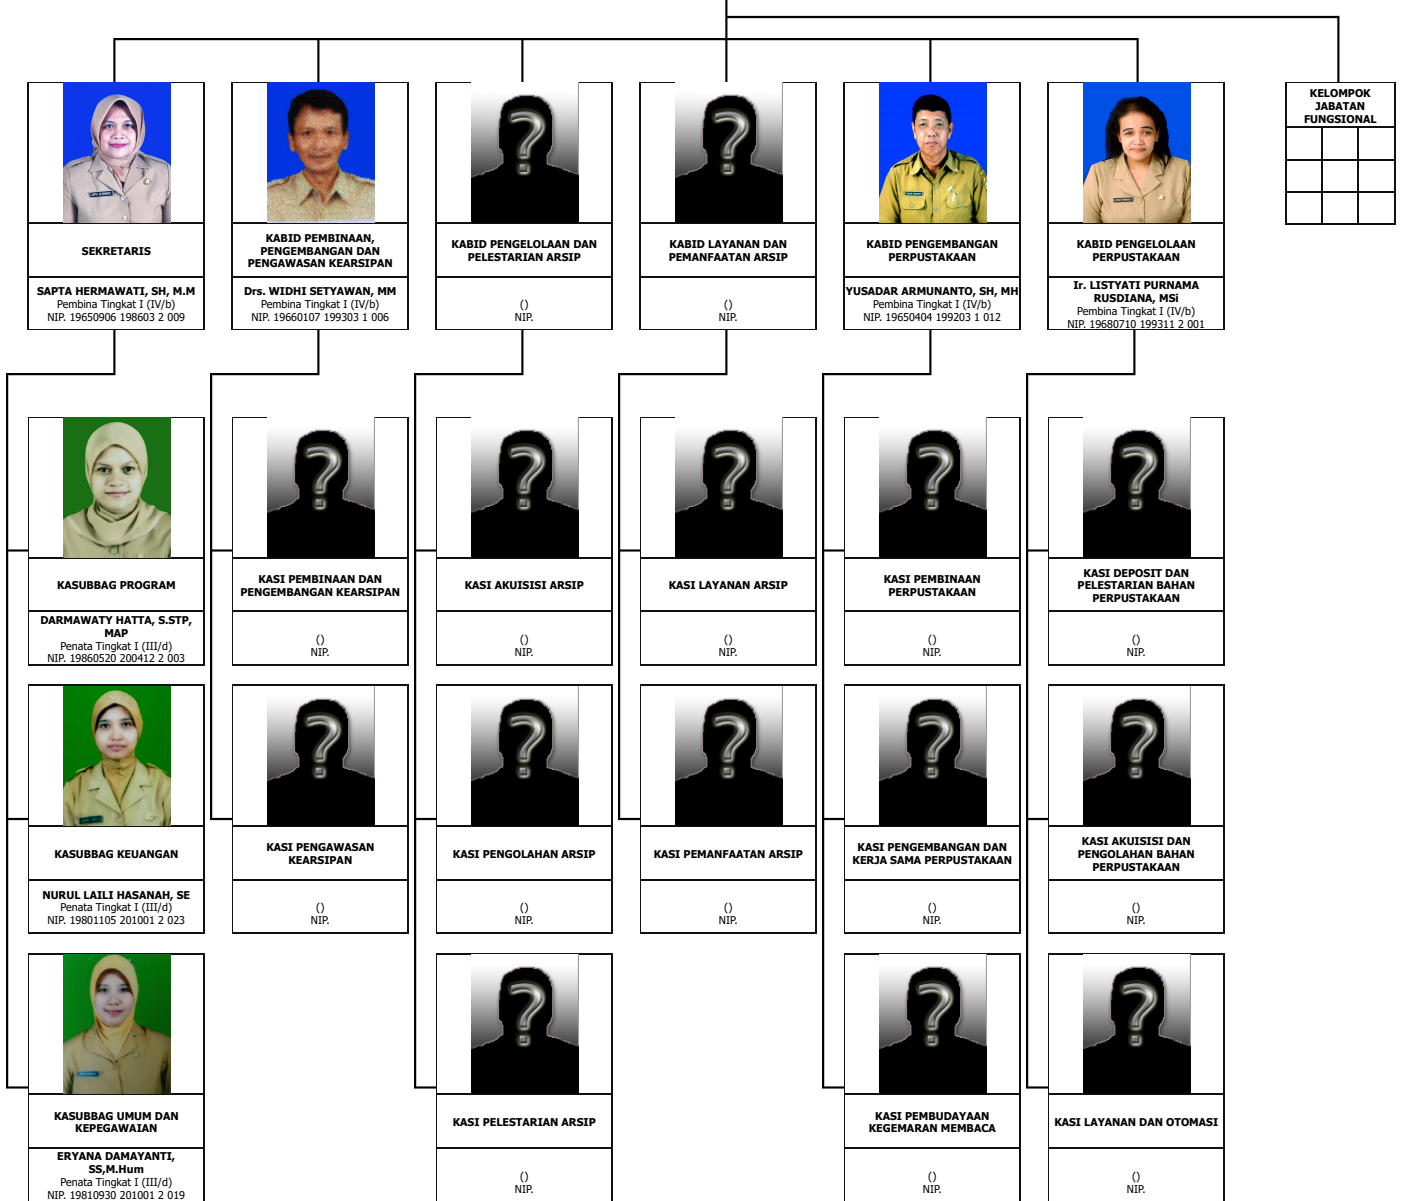 KELOMPOK
JABATAN
FUNGSIONAL
SEKRETARIS
SAPTA HERMAWATI, SH, M.M
Pembina Tingkat I (IV/b)
NIP. 19650906 198603 2 009
KABID PEMBINAAN,
PENGEMBANGAN DAN
PENGAWASAN KEARSIPAN
Drs. WIDHI SETYAWAN, MM
Pembina Tingkat I (IV/b)
NIP. 19660107 199303 1 006
KABID PENGELOLAAN DAN
PELESTARIAN ARSIP
()
NIP.
KABID LAYANAN DAN
PEMANFAATAN ARSIP
()
NIP.
KABID PENGEMBANGAN
PERPUSTAKAAN
YUSADAR ARMUNANTO, SH, MH
Pembina Tingkat I (IV/b)
NIP. 19650404 199203 1 012
KABID PENGELOLAAN
PERPUSTAKAAN
Ir. LISTYATI PURNAMA
RUSDIANA, MSi
Pembina Tingkat I (IV/b)
NIP. 19680710 199311 2 001
KASUBBAG PROGRAM
DARMAWATY HATTA, S.STP,
MAP
Penata Tingkat I (III/d)
NIP. 19860520 200412 2 003
KASI PEMBINAAN DAN
PENGEMBANGAN KEARSIPAN
()
NIP.
KASI AKUISISI ARSIP
()
NIP.
KASI LAYANAN ARSIP
()
NIP.
KASI PEMBINAAN
PERPUSTAKAAN
()
NIP.
KASI DEPOSIT DAN
PELESTARIAN BAHAN
PERPUSTAKAAN
()
NIP.
KASUBBAG KEUANGAN
NURUL LAILI HASANAH, SE
Penata Tingkat I (III/d)
NIP. 19801105 201001 2 023
KASI PENGAWASAN
KEARSIPAN
()
NIP.
KASI PENGOLAHAN ARSIP
()
NIP.
KASI PEMANFAATAN ARSIP
()
NIP.
KASI PENGEMBANGAN DAN
KERJA SAMA PERPUSTAKAAN
()
NIP.
KASI AKUISISI DAN
PENGOLAHAN BAHAN
PERPUSTAKAAN
()
NIP.
KASUBBAG UMUM DAN
KEPEGAWAIAN
ERYANA DAMAYANTI,
SS,M.Hum
Penata Tingkat I (III/d)
NIP. 19810930 201001 2 019
KASI PELESTARIAN ARSIP
()
NIP.
KASI PEMBUDAYAAN
KEGEMARAN MEMBACA
()
NIP.
KASI LAYANAN DAN OTOMASI
()
NIP.